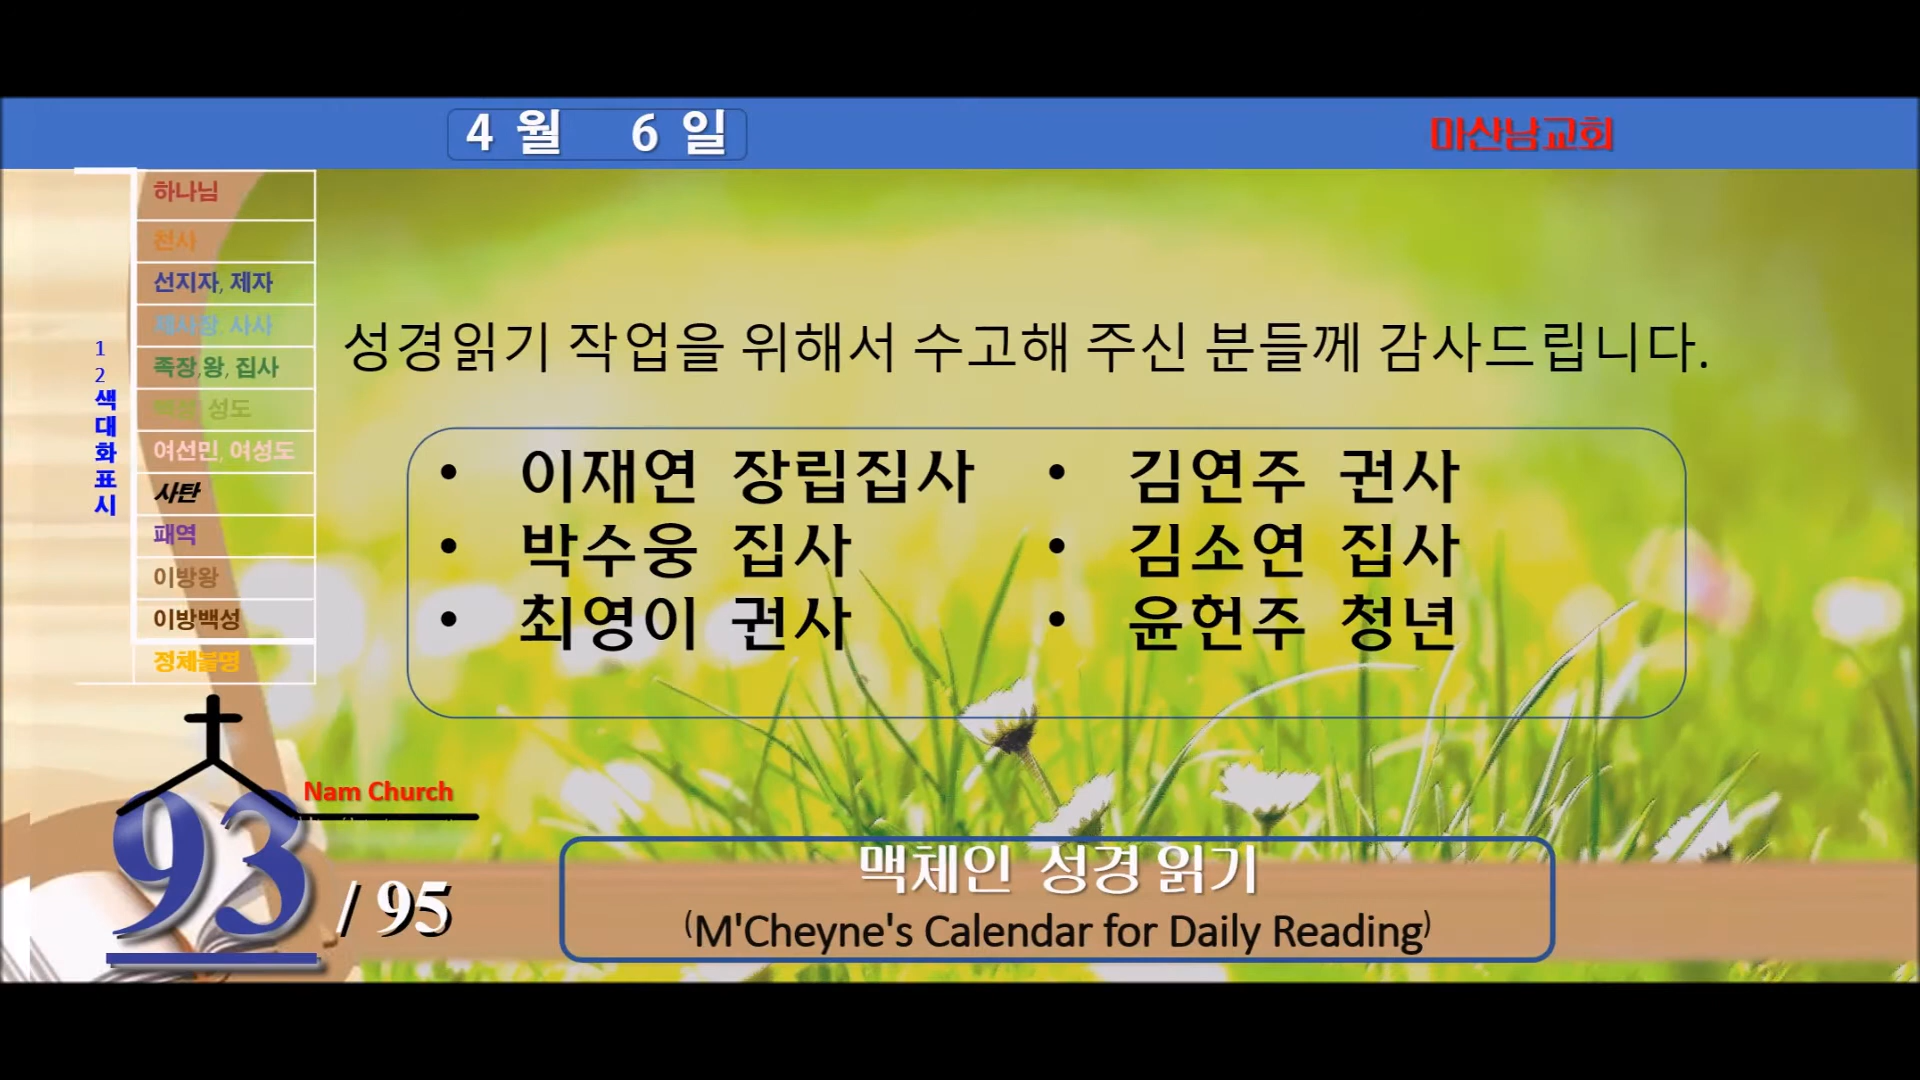 4 월 6 일
마산남교회
하나님
천사
선지자, 제자
제사장, 사사
족장,왕, 집사
백성, 성도
여선민, 여성도
사탄
패역
이방왕
이방백성
정체불명
12색대화표시
성경읽기 작업을 위해서 수고해 주신 분들께 감사드립니다.
• 이재연 장립집사
• 박수웅 집사
• 최영이 권사
• 김연주 권사
• 김소연 집사
• 윤헌주 청년
Nam Church
93 / 95
맥체인 성경 읽기
(M'Cheyne's Calendar for Daily Reading)